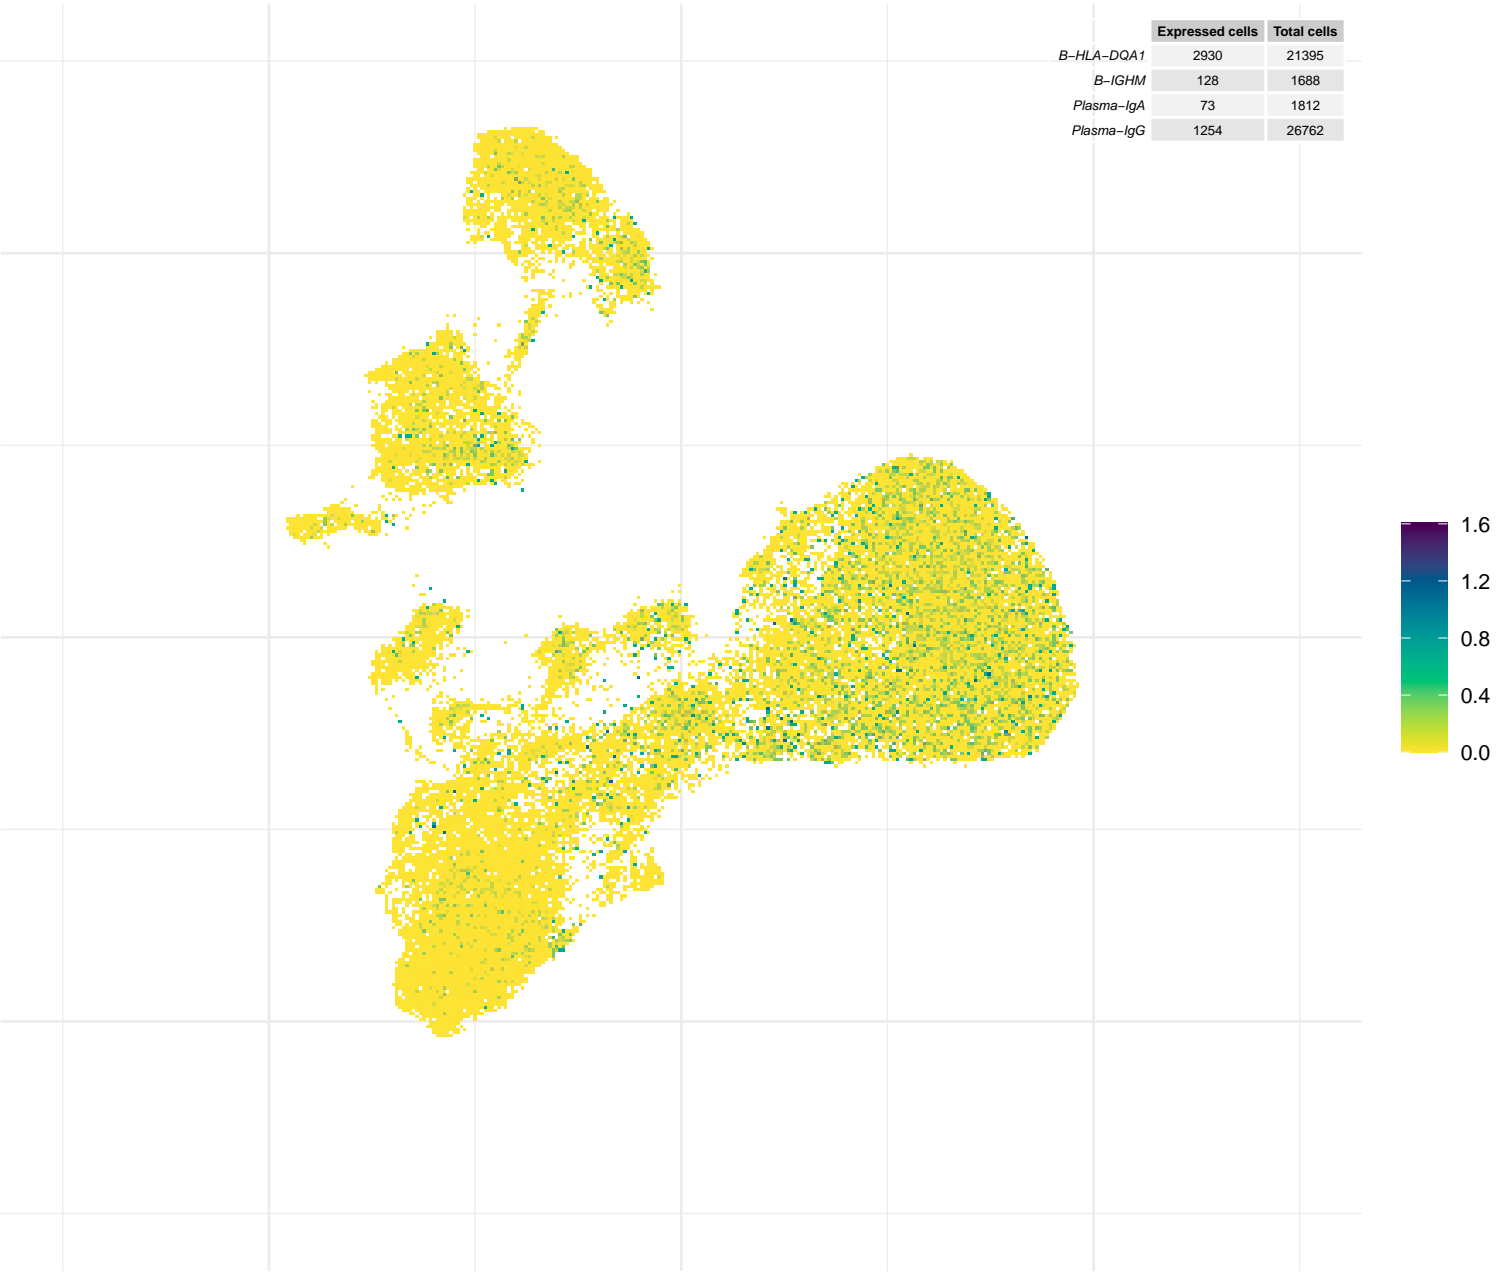 Expressed cells Total cells
B−HLA−DQA1 2930 21395
B−IGHM 128 1688
Plasma−IgA 73 1812
Plasma−IgG 1254 26762
1.6
1.2
0.8
0.4
0.0